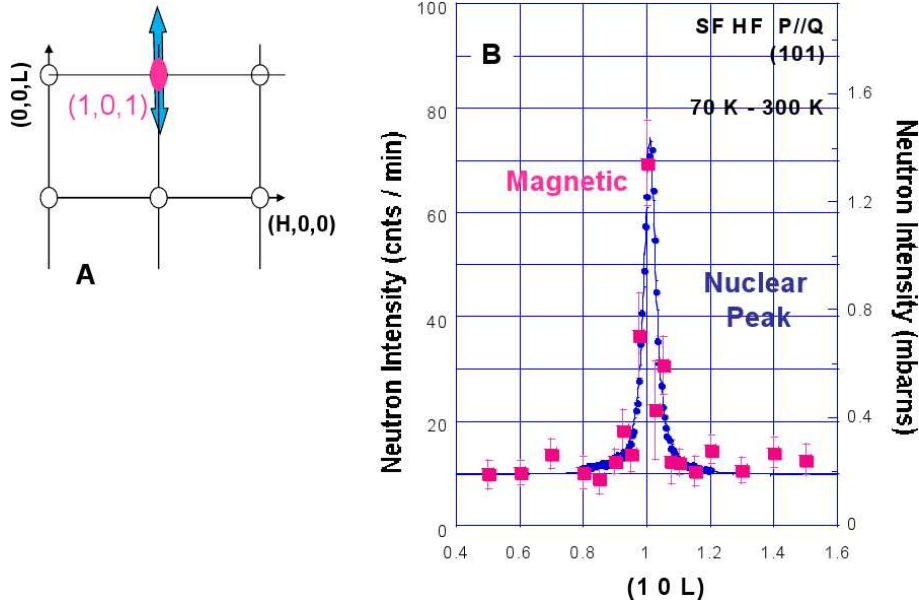 (0,0,L)
(1,0,1)
(H,0,0)
A
B
SF HF P//Q
(101)
70 K - 300 K
Magnetic
Nuclear
Peak
Neutron Intensity (cnts / min)
100
80
60
40
20
0
Neutron Intensity (mbarns)
1.6
1.2
0.8
0.4
0
0.4 0.6 0.8 1 1.2 1.4 1.6
(1 0 L)